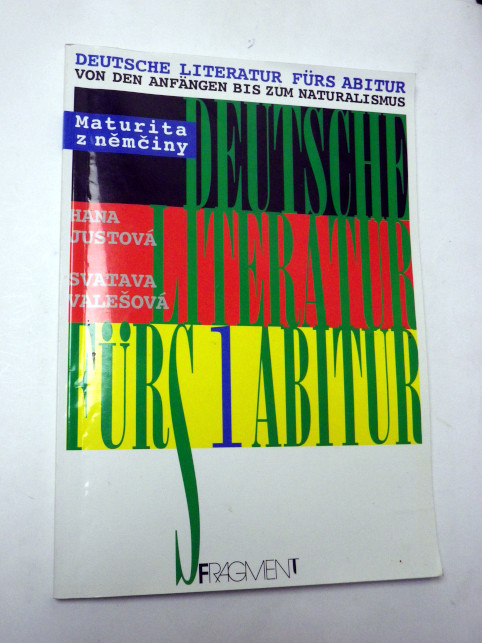 DEUTSCHE LITERATUR FÜRS ABITUR
VON DEN ANFÄNGEN BIS ZUM NATURALISMUS
Maturita
z němčiny
DEUTSCHE
HANA
JUSTOVÁ
LITERATUR
SVATAVA
VALEŠOVÁ
FÜRS 1 ABITUR
FRAGMENT